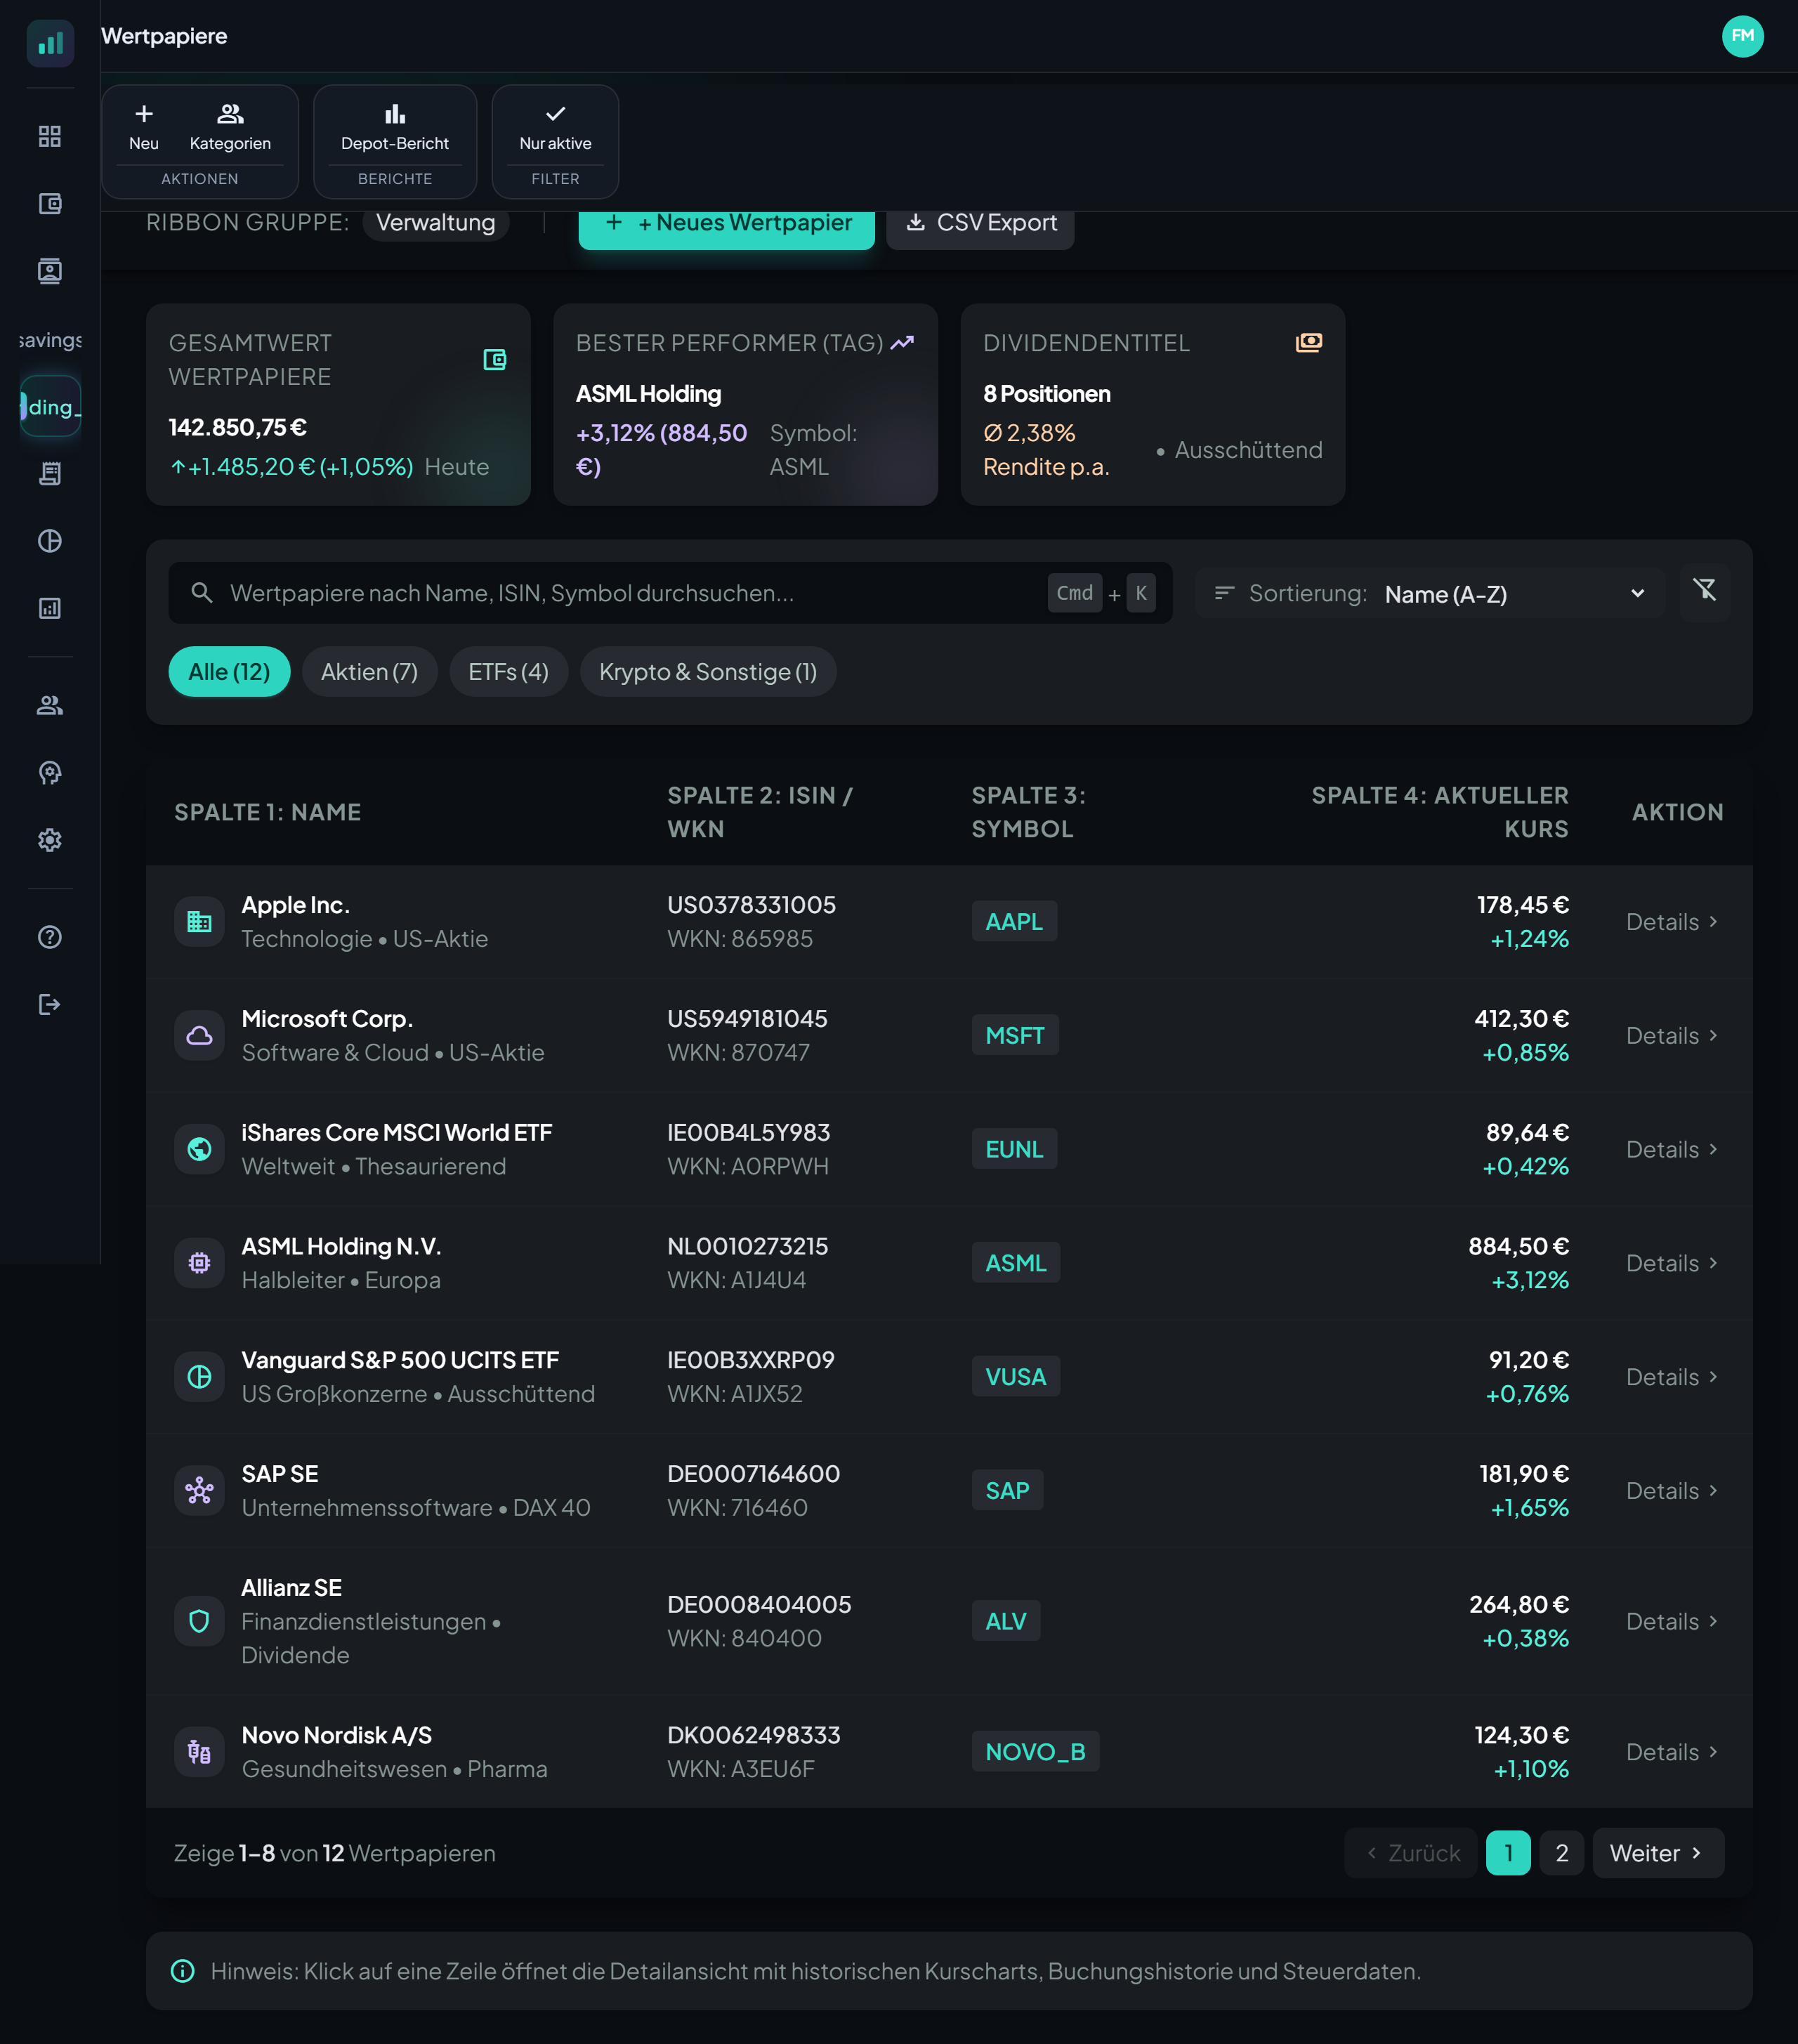 Wertpapiere
FM
Neu
Kategorien
AKTIONEN
Depot-Bericht
BERICHTE
Nur aktive
FILTER
RIBBON GRUPPE:
Verwaltung
+ Neues Wertpapier
CSV Export
savings
ding_
GESAMTWERT
WERTPAPIERE
142.850,75 €
+1.485,20 € (+1,05%) Heute
BESTER PERFORMER (TAG)
ASML Holding
+3,12% (884,50
€)
Symbol:
ASML
DIVIDENDENTITEL
8 Positionen
Ø 2,38%
Rendite p.a.
• Ausschüttend
Wertpapiere nach Name, ISIN, Symbol durchsuchen...
Cmd + K
Sortierung: Name (A-Z)
Alle (12)
Aktien (7)
ETFs (4)
Krypto & Sonstige (1)
SPALTE 1: NAME
SPALTE 2: ISIN /
WKN
SPALTE 3:
SYMBOL
SPALTE 4: AKTUELLER
KURS
AKTION
Apple Inc.
Technologie • US-Aktie
US0378331005
WKN: 865985
AAPL
178,45 €
+1,24%
Details
Microsoft Corp.
Software & Cloud • US-Aktie
US5949181045
WKN: 870747
MSFT
412,30 €
+0,85%
Details
iShares Core MSCI World ETF
Weltweit • Thesaurierend
IE00B4L5Y983
WKN: A0RPWH
EUNL
89,64 €
+0,42%
Details
ASML Holding N.V.
Halbleiter • Europa
NL0010273215
WKN: A1J4U4
ASML
884,50 €
+3,12%
Details
Vanguard S&P 500 UCITS ETF
US Großkonzerne • Ausschüttend
IE00B3XXRP09
WKN: A1JX52
VUSA
91,20 €
+0,76%
Details
SAP SE
Unternehmenssoftware • DAX 40
DE0007164600
WKN: 716460
SAP
181,90 €
+1,65%
Details
Allianz SE
Finanzdienstleistungen •
Dividende
DE0008404005
WKN: 840400
ALV
264,80 €
+0,38%
Details
Novo Nordisk A/S
Gesundheitswesen • Pharma
DK0062498333
WKN: A3EU6F
NOVO_B
124,30 €
+1,10%
Details
Zeige 1–8 von 12 Wertpapieren
Zurück
1
2
Weiter
Hinweis: Klick auf eine Zeile öffnet die Detailansicht mit historischen Kurscharts, Buchungshistorie und Steuerdaten.